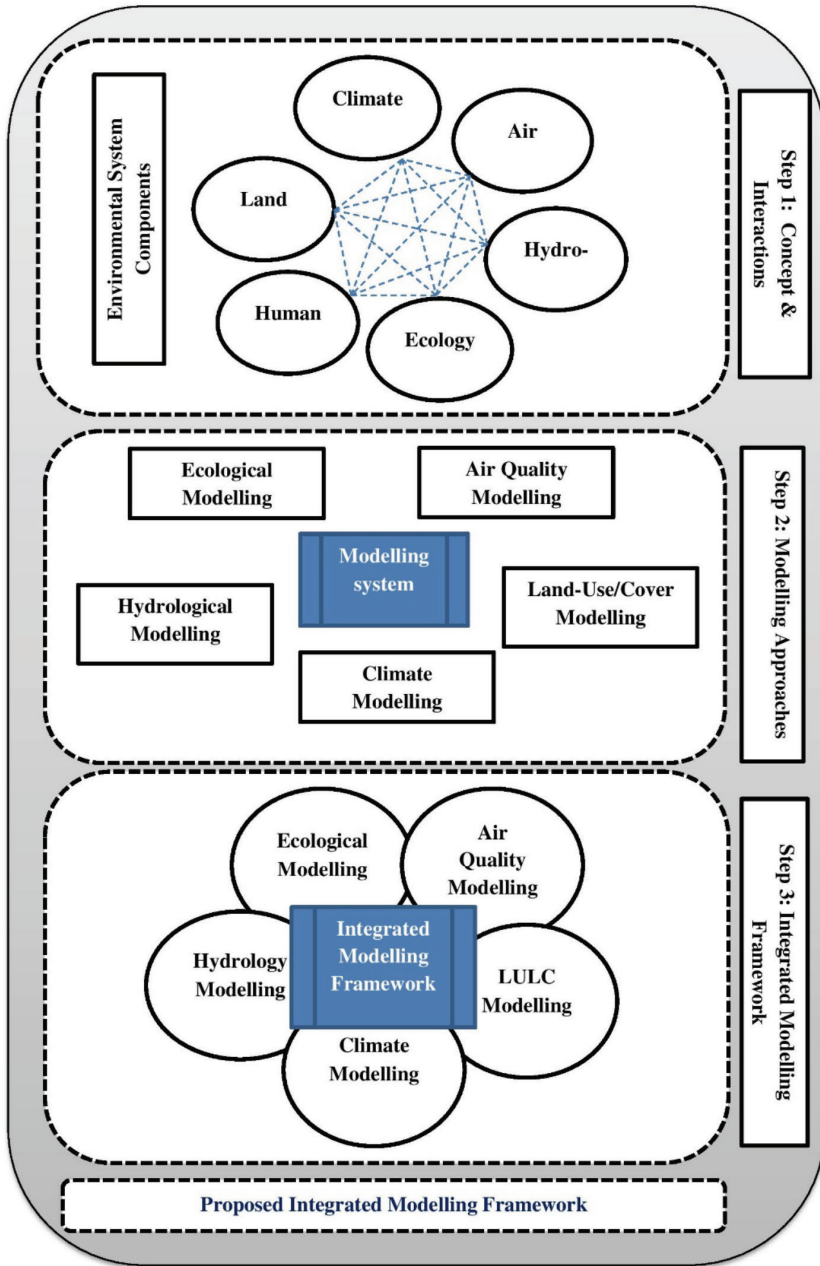 Environmental System
Components
Climate
Air
Land
Hydro-
Human
Ecology
Step 1:  Concept &
Interactions
Ecological
Modelling
Air Quality
Modelling
Modelling
system
Hydrological
Modelling
Land-Use/Cover
Modelling
Climate
Modelling
Step 2: Modelling Approaches
Ecological
Modelling
Air
Quality
Modelling
Integrated
Modelling
Framework
Hydrology
Modelling
LULC
Modelling
Climate
Modelling
Step 3: Integrated Modelling
Framework
Proposed Integrated Modelling Framework